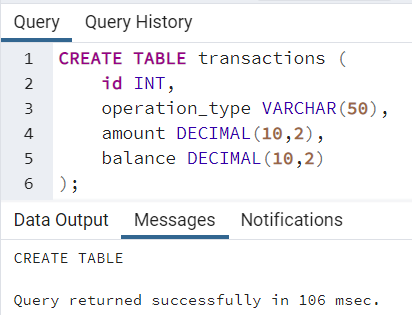 Query Query History
1 CREATE TABLE transactions (
2 id INT,
3 operation_type VARCHAR(50),
4 amount DECIMAL(10,2),
5 balance DECIMAL(10,2)
6 );
Data Output Messages Notifications
CREATE TABLE
Query returned successfully in 106 msec.